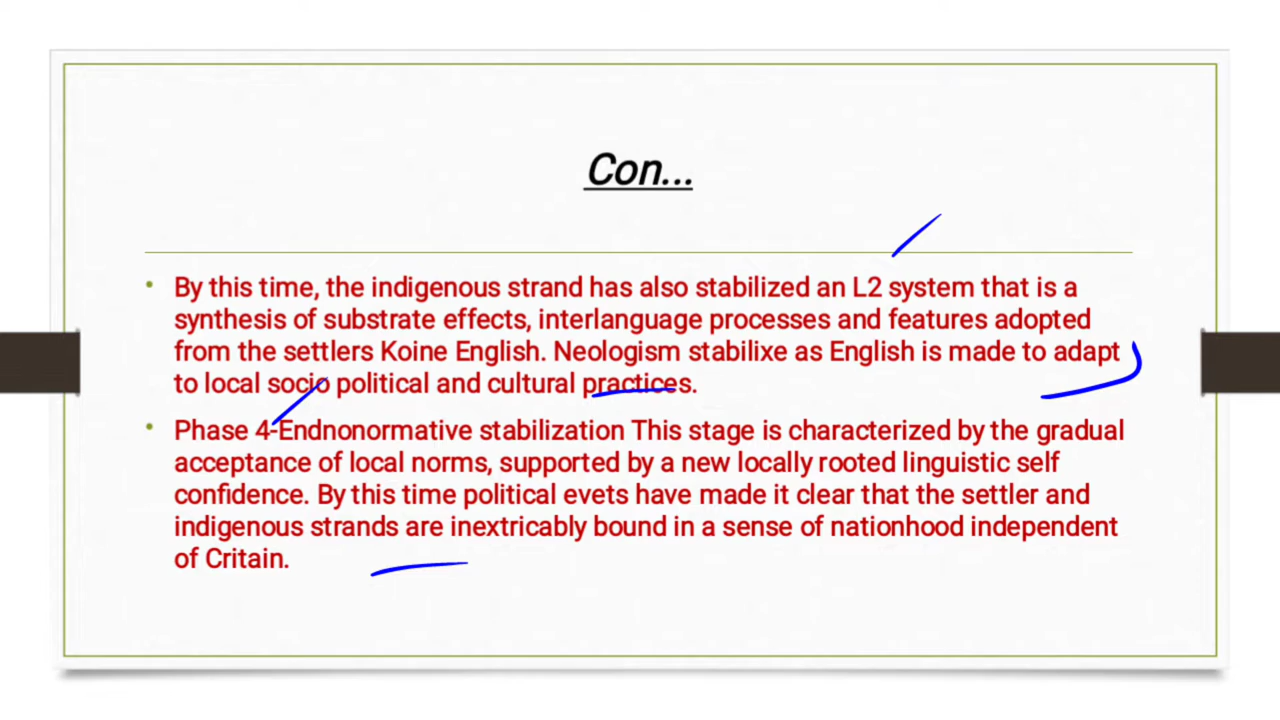 Con...
• By this time, the indigenous strand has also stabilized an L2 system that is a
synthesis of substrate effects, interlanguage processes and features adopted
from the settlers Koine English. Neologism stabilixe as English is made to adapt
to local socio political and cultural practices.
• Phase 4-Endnonormative stabilization This stage is characterized by the gradual
acceptance of local norms, supported by a new locally rooted linguistic self
confidence. By this time political evets have made it clear that the settler and
indigenous strands are inextricably bound in a sense of nationhood independent
of Critain.